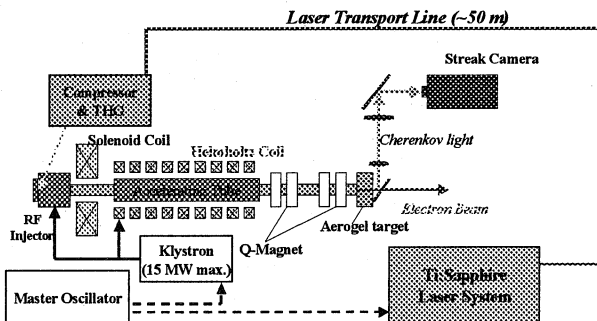 Laser Transport Line (~50 m)
Streak Camera
Compressor
& THG
Solenoid Coil
Helmholtz Coil
Cherenkov light
Accelerating Tube
RF
Injector
Electron Beam
Aerogel target
Q-Magnet
Klystron
(15 MW max.)
Ti:Sapphire
Laser System
Master Oscillator